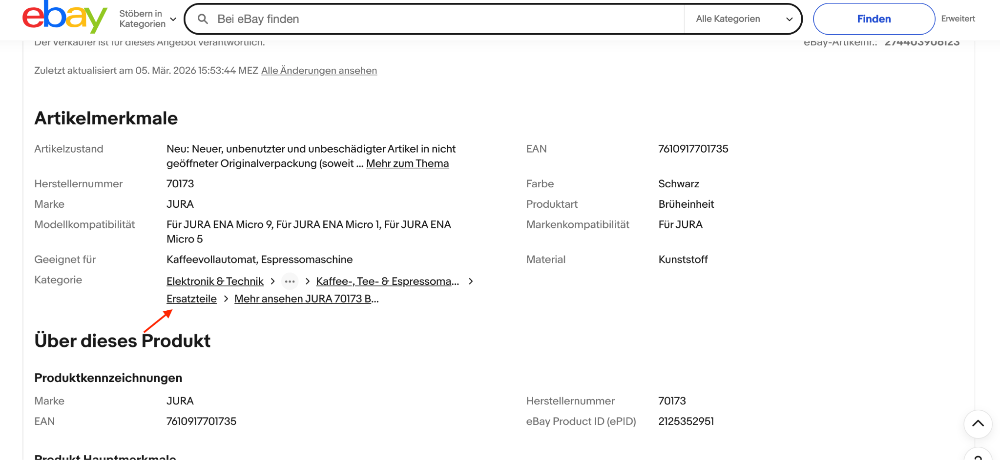 ebay
Stöbern in
Kategorien
Bei eBay finden
Alle Kategorien
Finden
Erweitert
Der Verkäufer ist für dieses Angebot verantwortlich.
eBay-Artikelnr.: 274403906123
Zuletzt aktualisiert am 05. Mär. 2026 15:53:44 MEZ Alle Änderungen ansehen
Artikelmerkmale
Artikelzustand
Neu: Neuer, unbenutzter und unbeschädigter Artikel in nicht
geöffneter Originalverpackung (soweit ... Mehr zum Thema
EAN
7610917701735
Herstellernummer
70173
Farbe
Schwarz
Marke
JURA
Produktart
Brüheinheit
Modellkompatibilität
Für JURA ENA Micro 9, Für JURA ENA Micro 1, Für JURA ENA
Micro 5
Markenkompatibilität
Für JURA
Geeignet für
Kaffeevollautomat, Espressomaschine
Material
Kunststoff
Kategorie
Elektronik & Technik > ... > Kaffee-, Tee- & Espressoma... >
Ersatzteile > Mehr ansehen JURA 70173 B...
Über dieses Produkt
Produktkennzeichnungen
Marke
JURA
Herstellernummer
70173
EAN
7610917701735
eBay Product ID (ePID)
2125352951
Produkt Hauptmerkmale